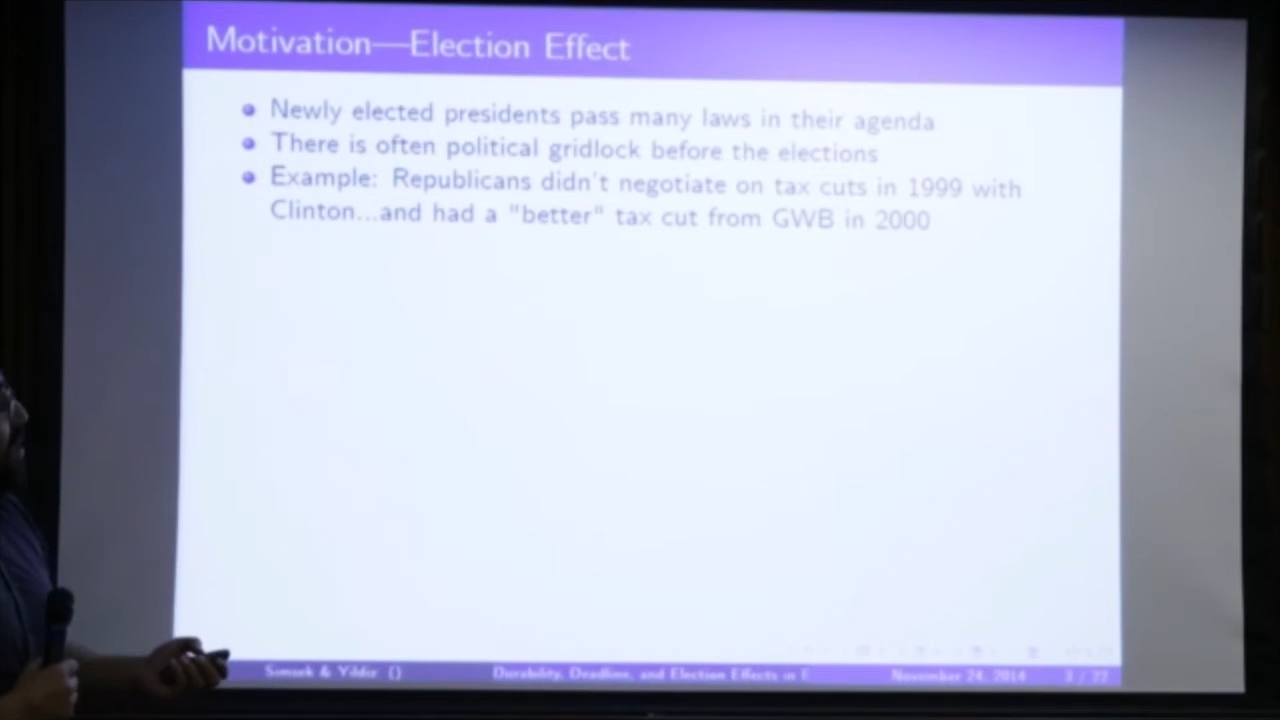 Motivation—Election Effect
Newly elected presidents pass many laws in their agenda
There is often political gridlock before the elections
Example: Republicans didn't negotiate on tax cuts in 1999 with
Clinton...and had a "better" tax cut from GWB in 2000
Simsek & Yildiz ()
Durability, Deadline, and Election Effects in
November 24, 2014